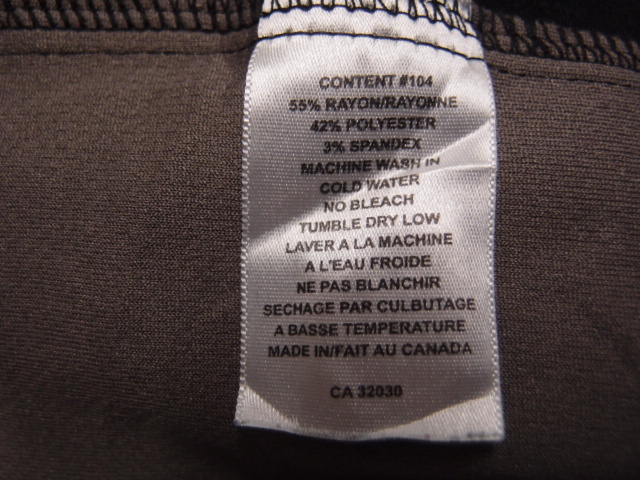 CONTENT #104
55% RAYON/RAYONNE
42% POLYESTER
3% SPANDEX
MACHINE WASH IN
COLD WATER
NO BLEACH
TUMBLE DRY LOW
LAVER A LA MACHINE
A L'EAU FROIDE
NE PAS BLANCHIR
SECHAGE PAR CULBUTAGE
A BASSE TEMPERATURE
MADE IN/FAIT AU CANADA
CA 32030